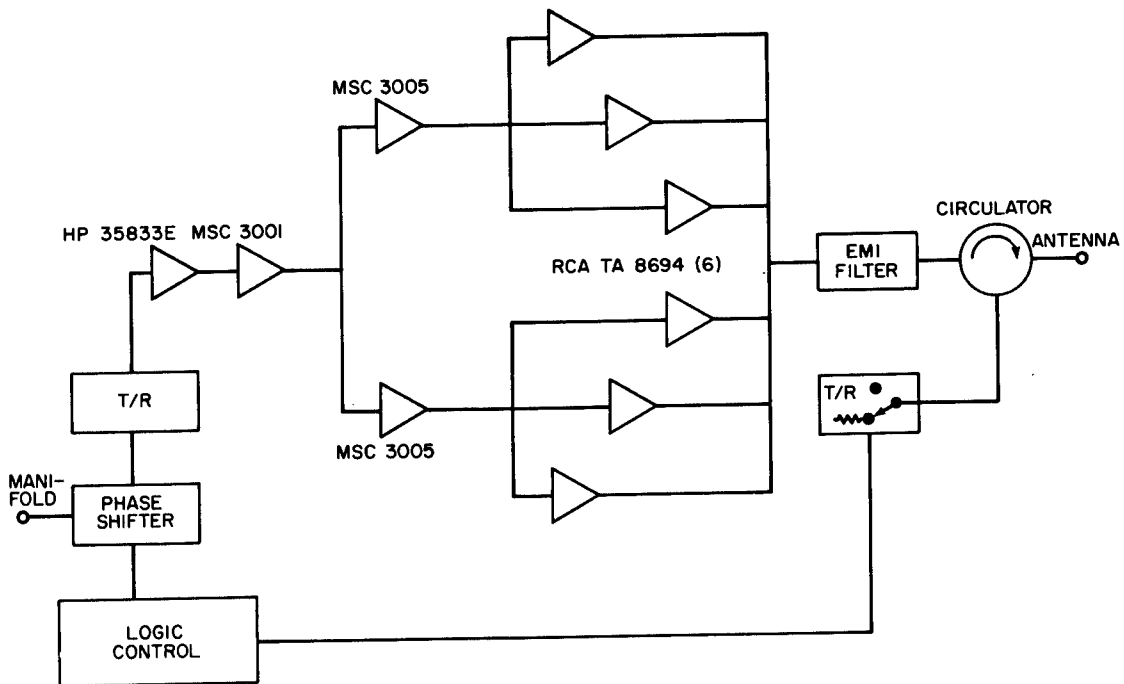 MSC 3005
HP 35833E MSC 3001
RCA TA 8694 (6)
EMI
FILTER
CIRCULATOR
ANTENNA
T/R
T/R
MSC 3005
MANI-
FOLD
PHASE
SHIFTER
LOGIC
CONTROL